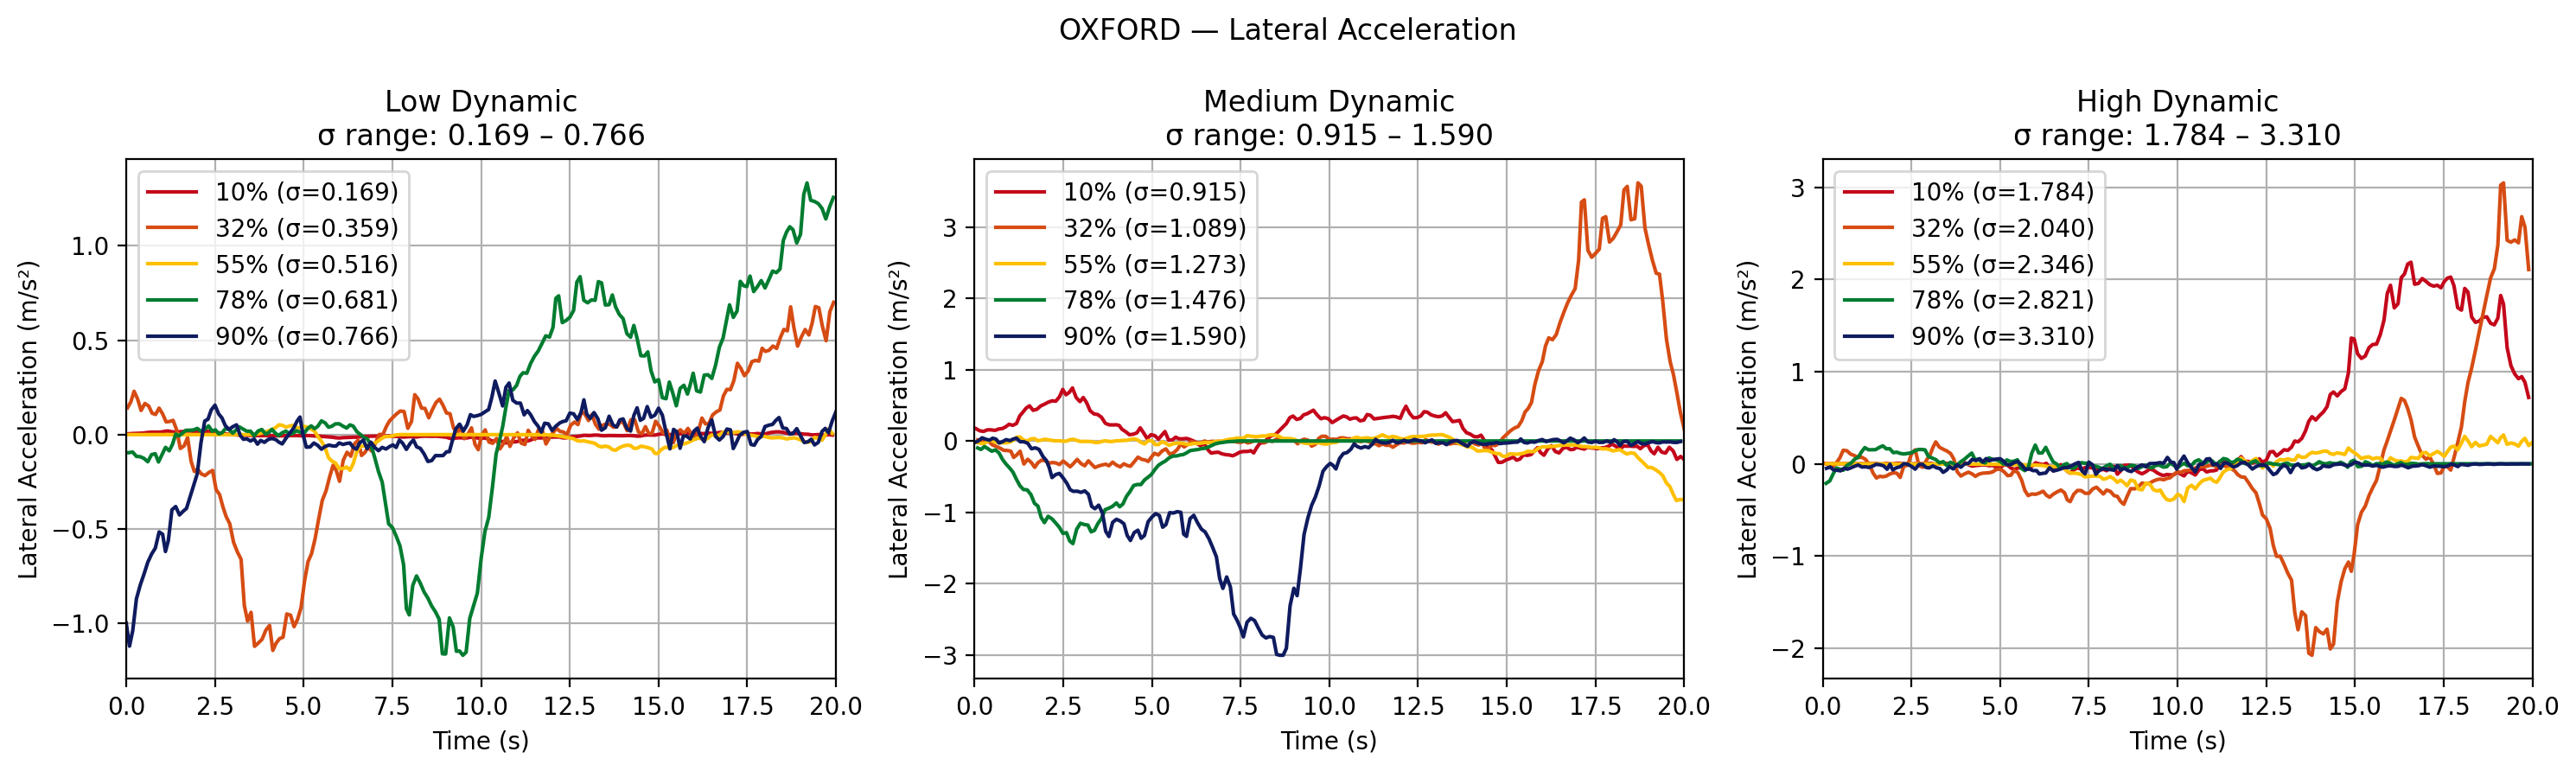 OXFORD — Lateral Acceleration
Low Dynamic
σ range: 0.169 – 0.766
10% (σ=0.169)
32% (σ=0.359)
55% (σ=0.516)
78% (σ=0.681)
90% (σ=0.766)
Lateral Acceleration (m/s²)
1.0
0.5
0.0
−0.5
−1.0
0.0 2.5 5.0 7.5 10.0 12.5 15.0 17.5 20.0
Time (s)
Medium Dynamic
σ range: 0.915 – 1.590
10% (σ=0.915)
32% (σ=1.089)
55% (σ=1.273)
78% (σ=1.476)
90% (σ=1.590)
Lateral Acceleration (m/s²)
3
2
1
0
−1
−2
−3
0.0 2.5 5.0 7.5 10.0 12.5 15.0 17.5 20.0
Time (s)
High Dynamic
σ range: 1.784 – 3.310
10% (σ=1.784)
32% (σ=2.040)
55% (σ=2.346)
78% (σ=2.821)
90% (σ=3.310)
Lateral Acceleration (m/s²)
3
2
1
0
−1
−2
0.0 2.5 5.0 7.5 10.0 12.5 15.0 17.5 20.0
Time (s)